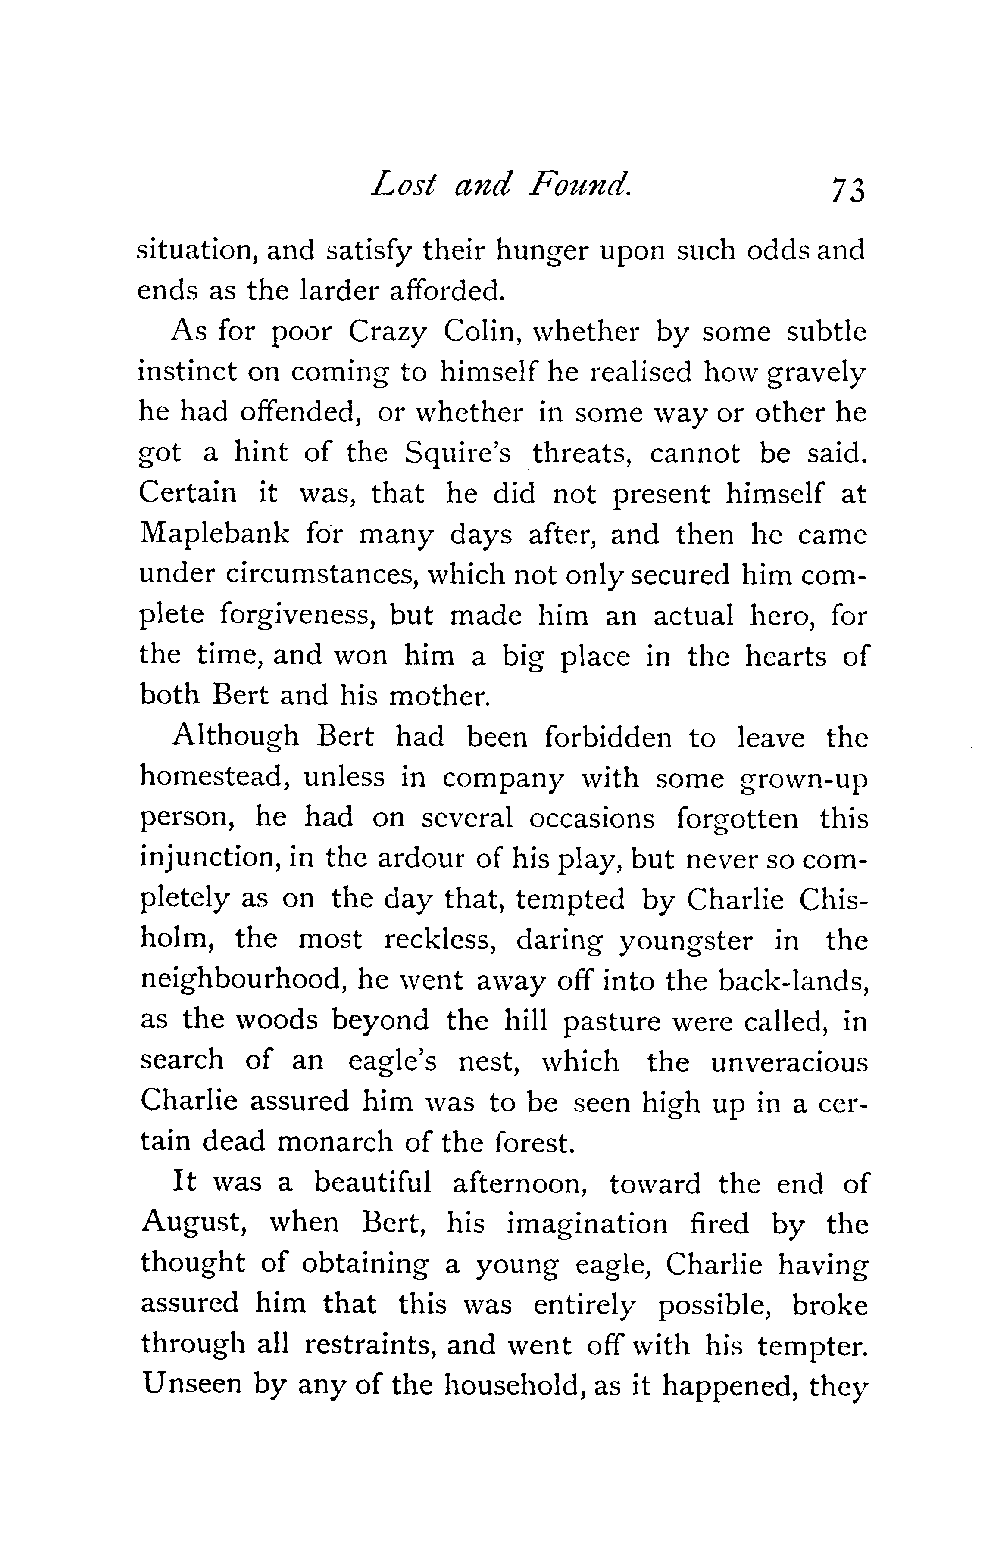 Lost and Found. 73
situation, and satisfy their hunger upon such odds and
ends as the larder afforded.
As for poor Crazy Colin, whether by some subtle
instinct on coming to himself he realised how gravely
he had offended, or whether in some way or other he
got a hint of the Squire's threats, cannot be said.
Certain it was, that he did not present himself at
Maplebank for many days after, and then he came
under circumstances, which not only secured him com-
plete forgiveness, but made him an actual hero, for
the time, and won him a big place in the hearts of
both Bert and his mother.
Although Bert had been forbidden to leave the
homestead, unless in company with some grown-up
person, he had on several occasions forgotten this
injunction, in the ardour of his play, but never so com-
pletely as on the day that, tempted by Charlie Chis-
holm, the most reckless, daring youngster in the
neighbourhood, he went away off into the back-lands,
as the woods beyond the hill pasture were called, in
search of an eagle's nest, which the unveracious
Charlie assured him was to be seen high up in a cer-
tain dead monarch of the forest.
It was a beautiful afternoon, toward the end of
August, when Bert, his imagination fired by the
thought of obtaining a young eagle, Charlie having
assured him that this was entirely possible, broke
through all restraints, and went off with his tempter.
Unseen by any of the household, as it happened, they